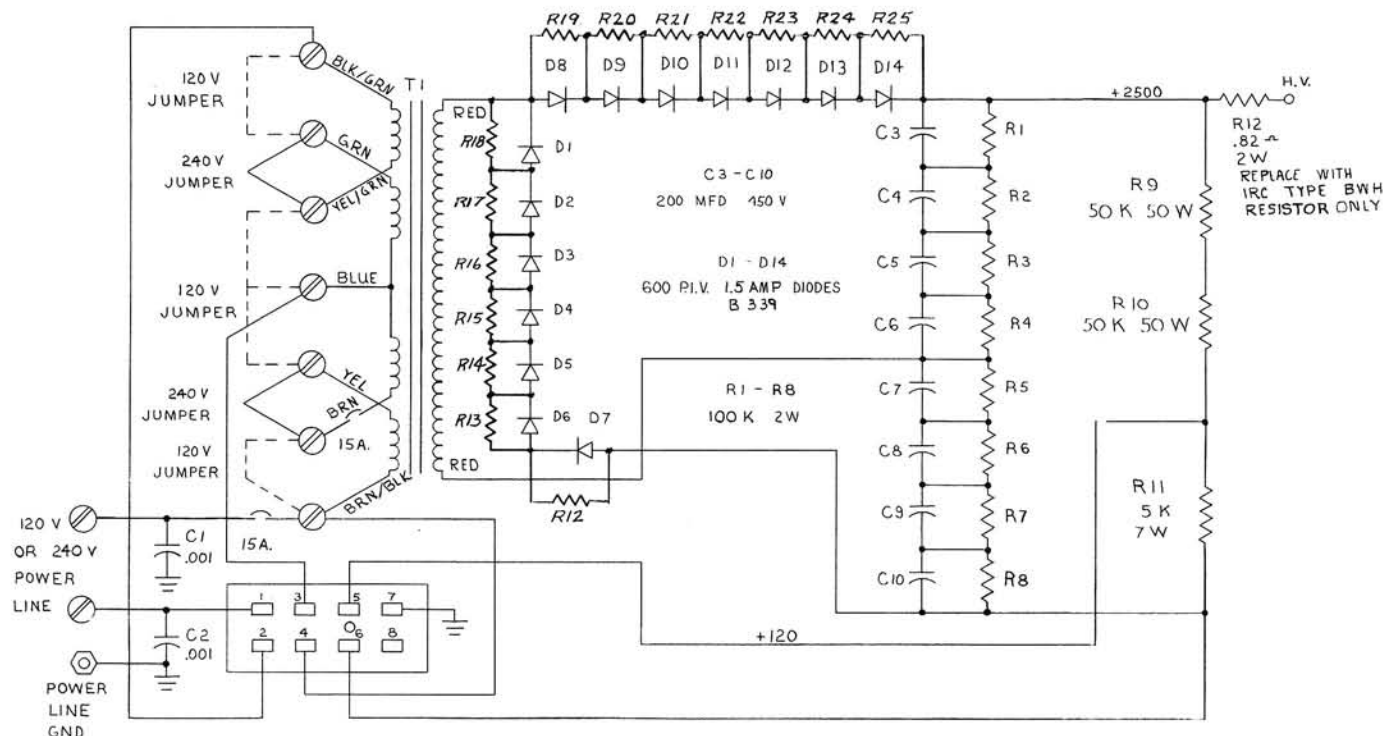 R19 R20 R21 R22 R23 R24 R25
D8 D9 D10 D11 D12 D13 D14
BLK/GRN
T1
120 V
JUMPER
GRN
240 V
JUMPER
YEL/GRN
BLUE
120 V
JUMPER
YEL
240 V
JUMPER
BRN
15A.
120 V
JUMPER
BRN/BLK
RED
RED
R18
R17
R16
R15
R14
R13
D1
D2
D3
D4
D5
D6
D7
R12
C3 - C10
200 MFD 450 V
D1 - D14
600 P.I.V. 1.5 AMP DIODES
B 339
R1 - R8
100 K 2W
C3
C4
C5
C6
C7
C8
C9
C10
R1
R2
R3
R4
R5
R6
R7
R8
+2500
H.V.
R12
.82 Ω
2W
REPLACE WITH
IRC TYPE BWH
RESISTOR ONLY
R9
50 K 50 W
R10
50 K 50 W
R11
5 K
7 W
+120
120 V
OR 240 V
POWER
LINE
C1
.001
15A.
C2
.001
POWER
LINE
GND
1 3 5 7
2 4 6 8